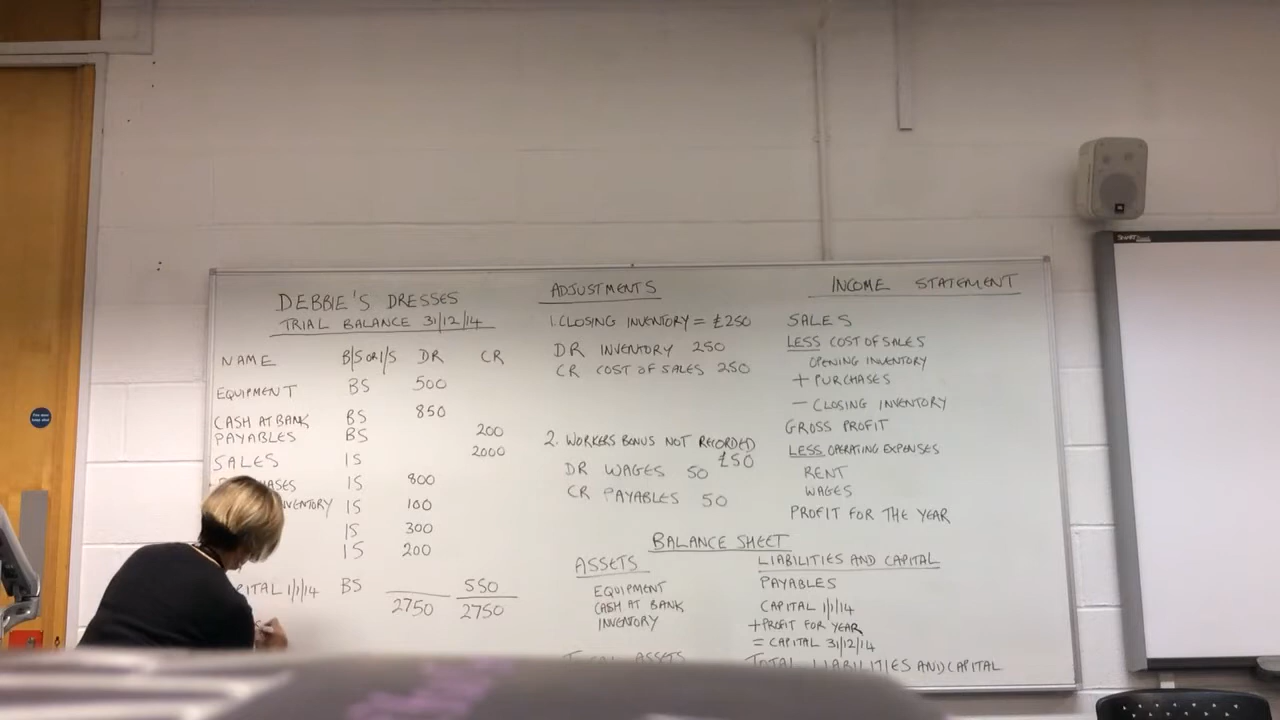 DEBBIE'S DRESSES
TRIAL BALANCE 31/12/14
NAME B/S OR I/S DR CR
EQUIPMENT BS 500
CASH AT BANK BS 850
PAYABLES BS 200
SALES IS 2000
IS 800
IS 100
IS 300
IS 200
1/1/14 BS 550
2750 2750
ADJUSTMENTS
1. CLOSING INVENTORY = £250
DR INVENTORY 250
CR COST OF SALES 250
2. WORKERS BONUS NOT RECORDED
£50
DR WAGES 50
CR PAYABLES 50
INCOME STATEMENT
SALES
LESS COST OF SALES
OPENING INVENTORY
+ PURCHASES
- CLOSING INVENTORY
GROSS PROFIT
LESS OPERATING EXPENSES
RENT
WAGES
PROFIT FOR THE YEAR
BALANCE SHEET
ASSETS
EQUIPMENT
CASH AT BANK
INVENTORY
TOTAL ASSETS
LIABILITIES AND CAPITAL
PAYABLES
CAPITAL 1/1/14
+ PROFIT FOR YEAR
= CAPITAL 31/12/14
TOTAL LIABILITIES AND CAPITAL